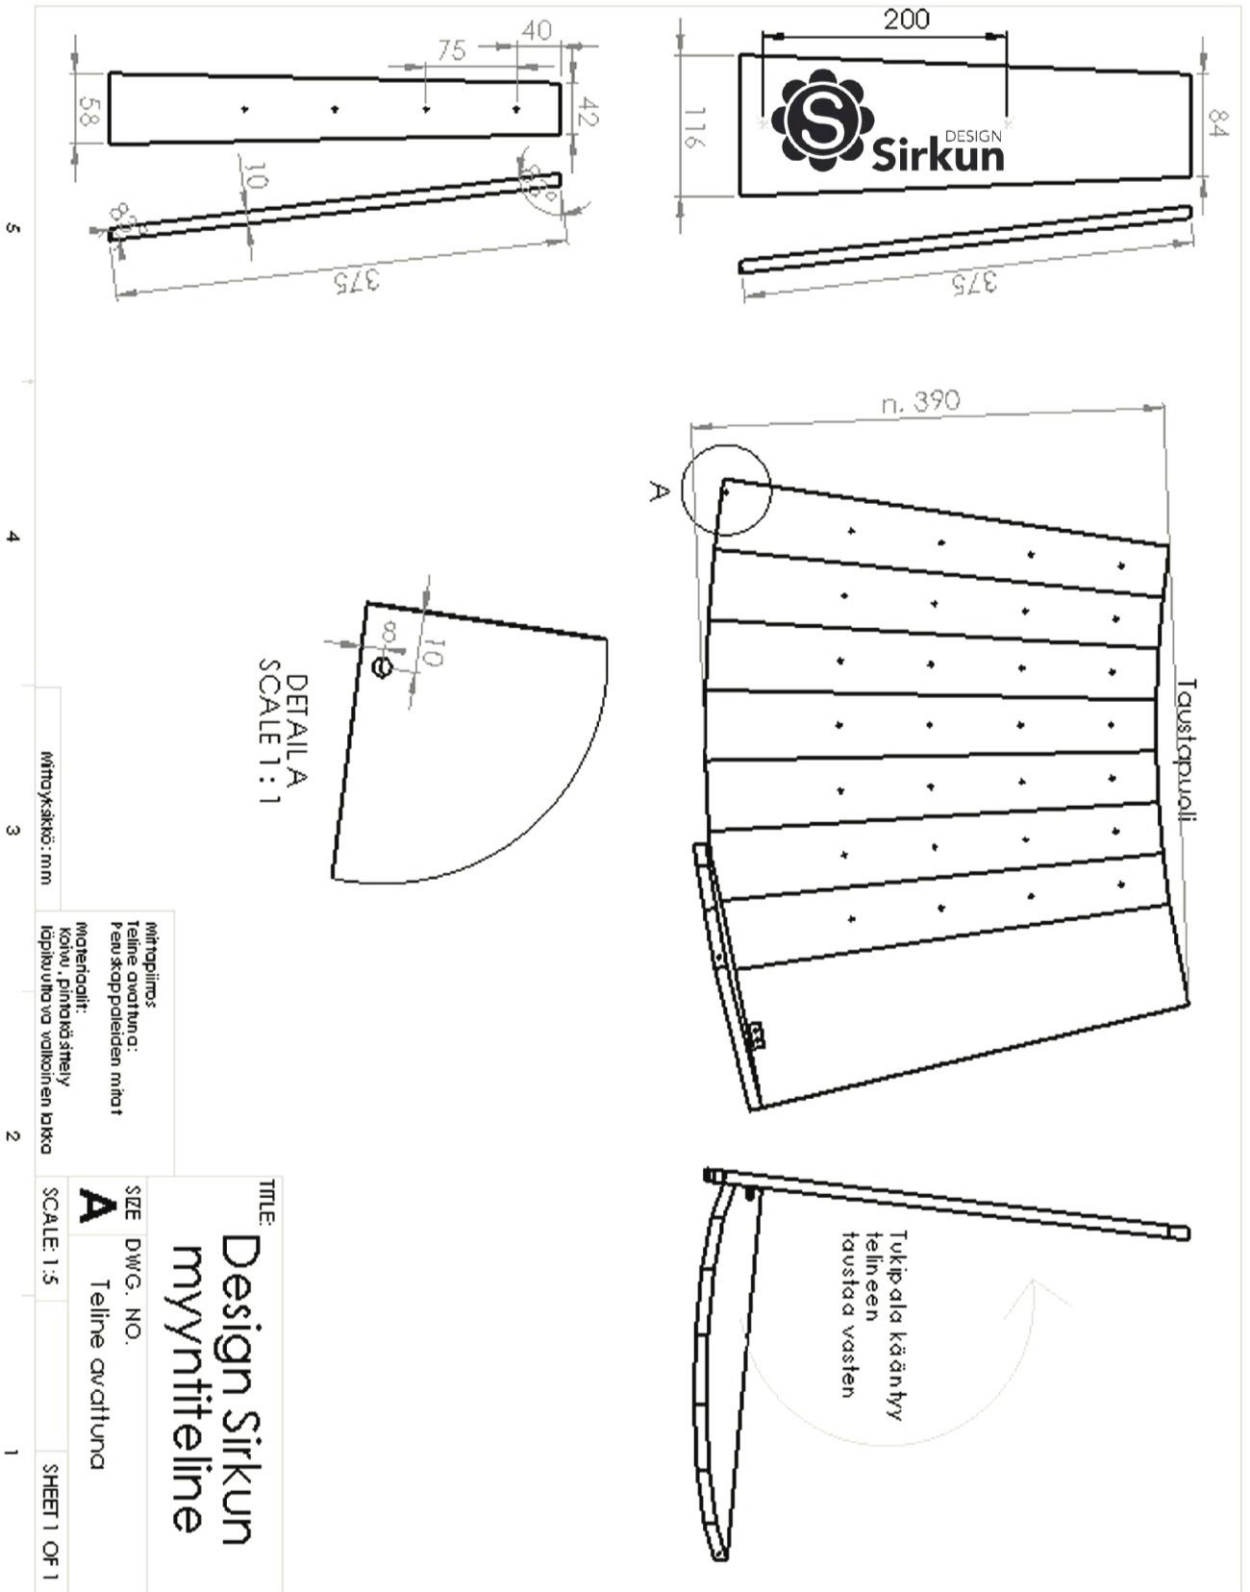 200
40
75
58
42
10
83°
88°
375
116
84
DESIGN
Sirkun
375
n. 390
A
Taustapuoli
8
10
DETAIL A
SCALE 1 : 1
Tukipala kääntyy
telineen
taustaa vasten
5
4
3
2
1
Mittayksikkö: mm
Mittapiirros
Teline avattuna:
Peruskappaleiden mitat
Materiaalit:
Koivu, pintakäsittely
läpikuultava valkoinen lakka
TITLE:
Design Sirkun
myyntiteline
SIZE DWG. NO.
A Teline avattuna
SCALE: 1:5
SHEET 1 OF 1